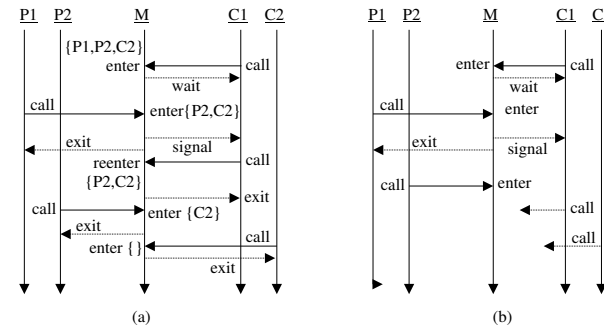 P1 P2 M C1 C2
{P1,P2,C2}
enter call
wait
call enter{P2,C2}
exit signal
reenter call
{P2,C2}
exit
call enter {C2}
exit
enter {} call
exit
(a)
P1 P2 M C1 C
enter call
wait
call enter
exit signal
call enter
call
call
(b)